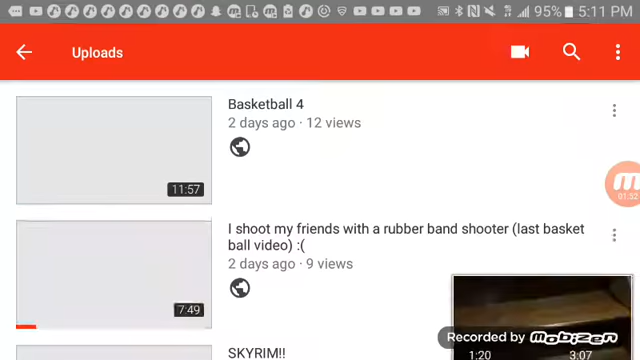 95% 5:11 PM
Uploads
Basketball 4
2 days ago · 12 views
11:57
01:32
I shoot my friends with a rubber band shooter (last basket
ball video) :(
2 days ago · 9 views
7:49
Recorded by mobizen
1:20 3:07
SKYRIM!!